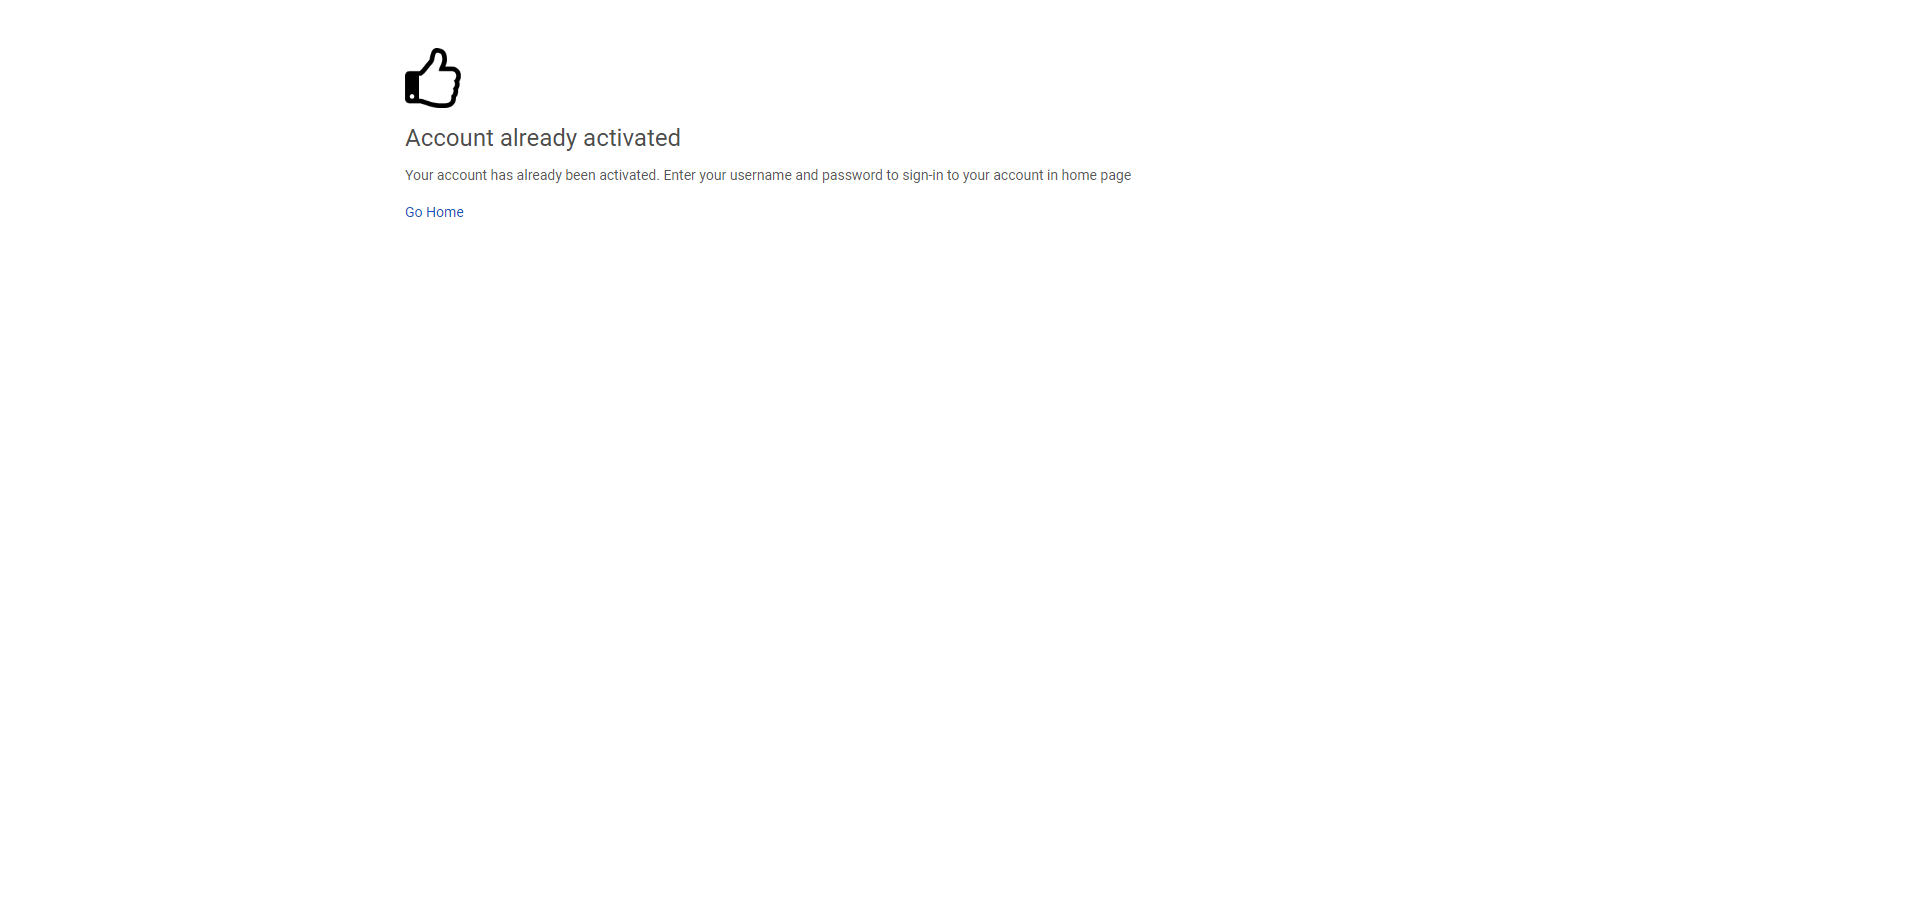 Account already activated
Your account has already been activated. Enter your username and password to sign-in to your account in home page
Go Home